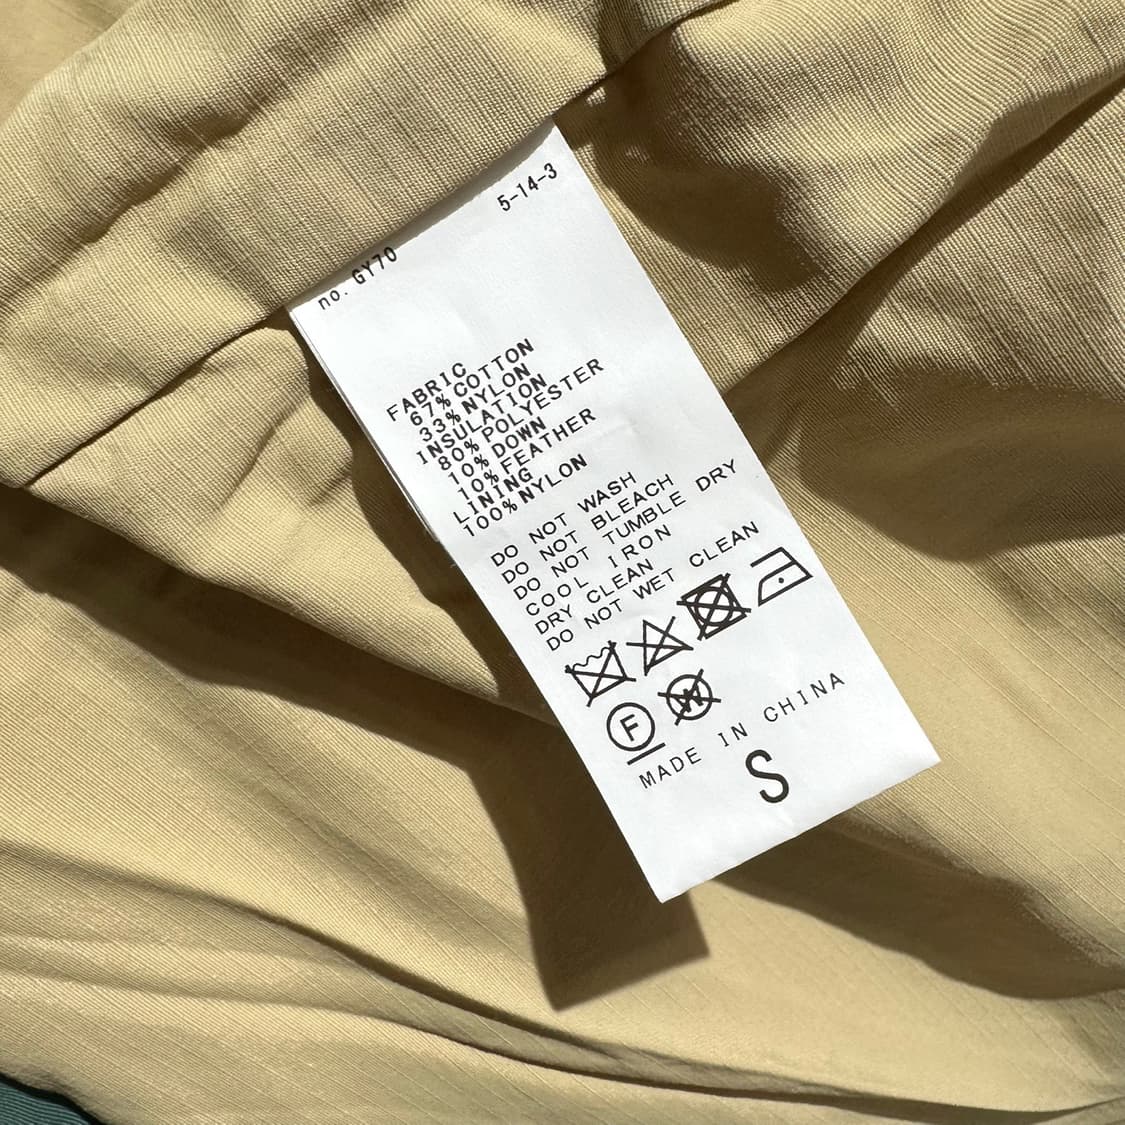 5-14-3
no. GY70
FABRIC
67% COTTON
33% NYLON
INSULATION
80% POLYESTER
10% DOWN
10% FEATHER
LINING
100% NYLON
DO NOT WASH
DO NOT BLEACH
DO NOT TUMBLE DRY
COOL IRON
DRY CLEAN
DO NOT WET CLEAN
F W
MADE IN CHINA
S